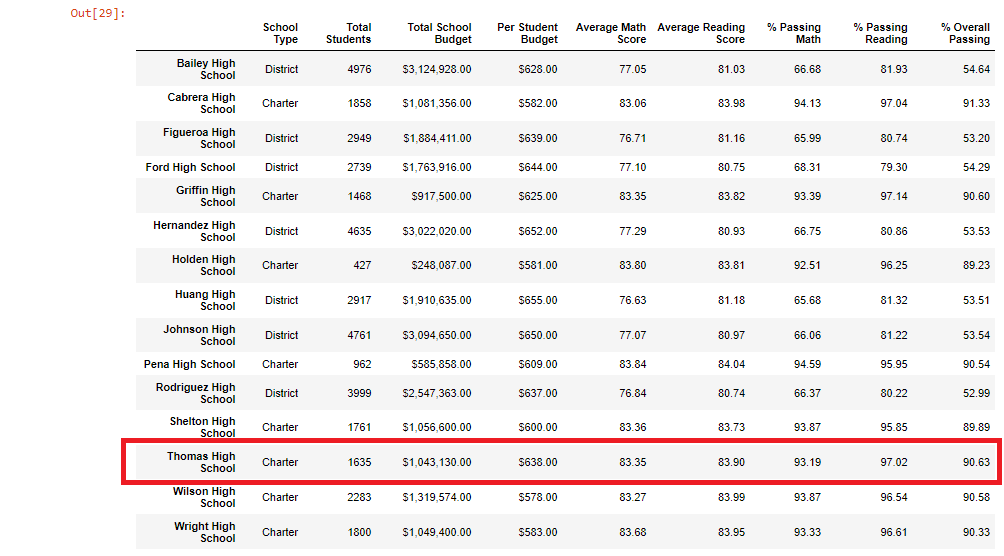 Out[29]:
School Type Total Students Total School Budget Per Student Budget Average Math Score Average Reading Score % Passing Math % Passing Reading % Overall Passing
Bailey High School District 4976 $3,124,928.00 $628.00 77.05 81.03 66.68 81.93 54.64
Cabrera High School Charter 1858 $1,081,356.00 $582.00 83.06 83.98 94.13 97.04 91.33
Figueroa High School District 2949 $1,884,411.00 $639.00 76.71 81.16 65.99 80.74 53.20
Ford High School District 2739 $1,763,916.00 $644.00 77.10 80.75 68.31 79.30 54.29
Griffin High School Charter 1468 $917,500.00 $625.00 83.35 83.82 93.39 97.14 90.60
Hernandez High School District 4635 $3,022,020.00 $652.00 77.29 80.93 66.75 80.86 53.53
Holden High School Charter 427 $248,087.00 $581.00 83.80 83.81 92.51 96.25 89.23
Huang High School District 2917 $1,910,635.00 $655.00 76.63 81.18 65.68 81.32 53.51
Johnson High School District 4761 $3,094,650.00 $650.00 77.07 80.97 66.06 81.22 53.54
Pena High School Charter 962 $585,858.00 $609.00 83.84 84.04 94.59 95.95 90.54
Rodriguez High School District 3999 $2,547,363.00 $637.00 76.84 80.74 66.37 80.22 52.99
Shelton High School Charter 1761 $1,056,600.00 $600.00 83.36 83.73 93.87 95.85 89.89
Thomas High School Charter 1635 $1,043,130.00 $638.00 83.35 83.90 93.19 97.02 90.63
Wilson High School Charter 2283 $1,319,574.00 $578.00 83.27 83.99 93.87 96.54 90.58
Wright High School Charter 1800 $1,049,400.00 $583.00 83.68 83.95 93.33 96.61 90.33